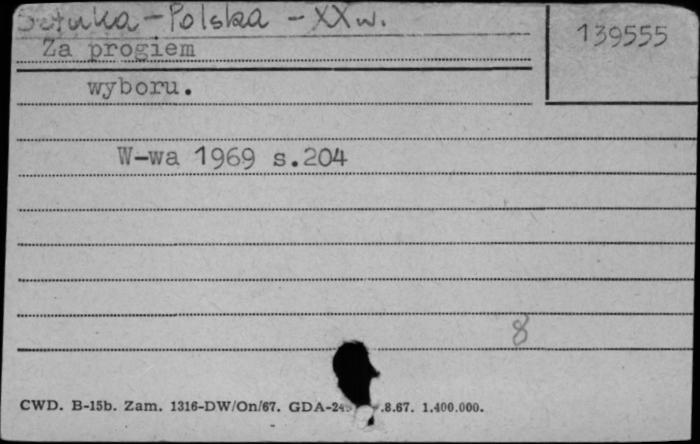 Sztuka - Polska - XX w.
139555
Za progiem
wyboru.
W-wa 1969 s.204
8
CWD. B-15b. Zam. 1316-DW/On/67. GDA-24 .8.67. 1.400.000.